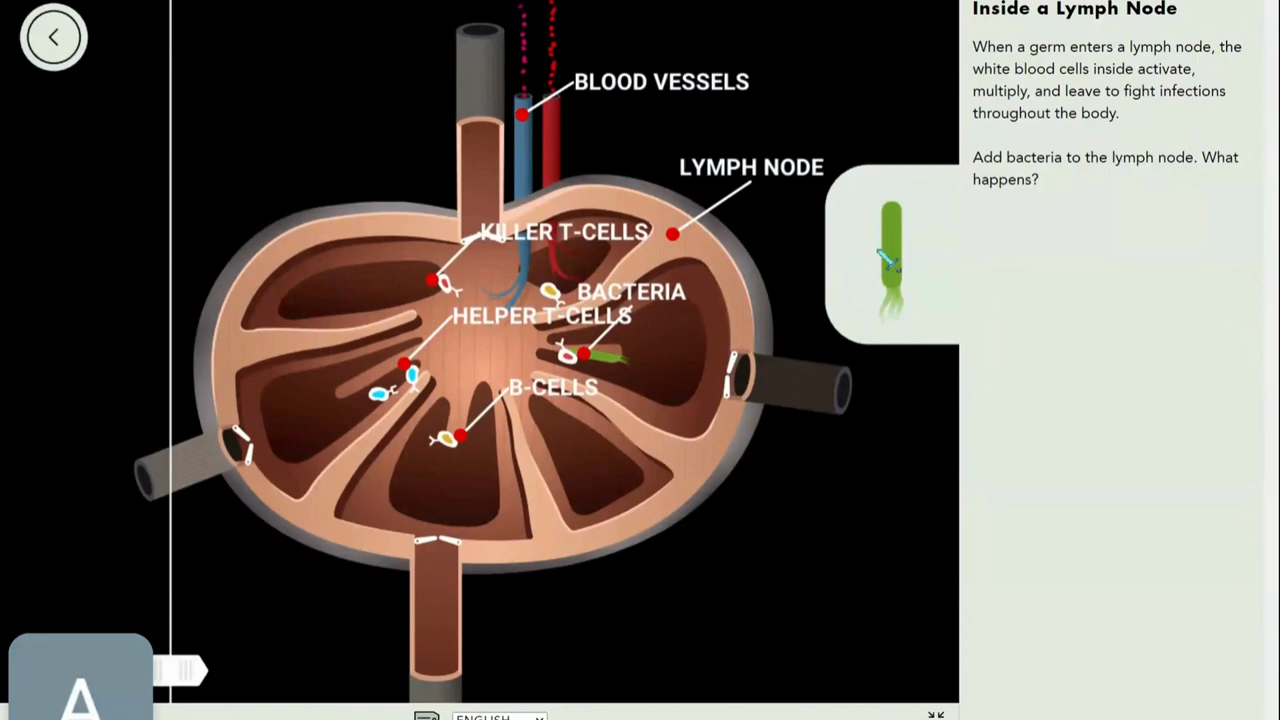 BLOOD VESSELS
LYMPH NODE
KILLER T-CELLS
BACTERIA
HELPER T-CELLS
B-CELLS
A
ENGLISH
Inside a Lymph Node
When a germ enters a lymph node, the
white blood cells inside activate,
multiply, and leave to fight infections
throughout the body.
Add bacteria to the lymph node. What
happens?